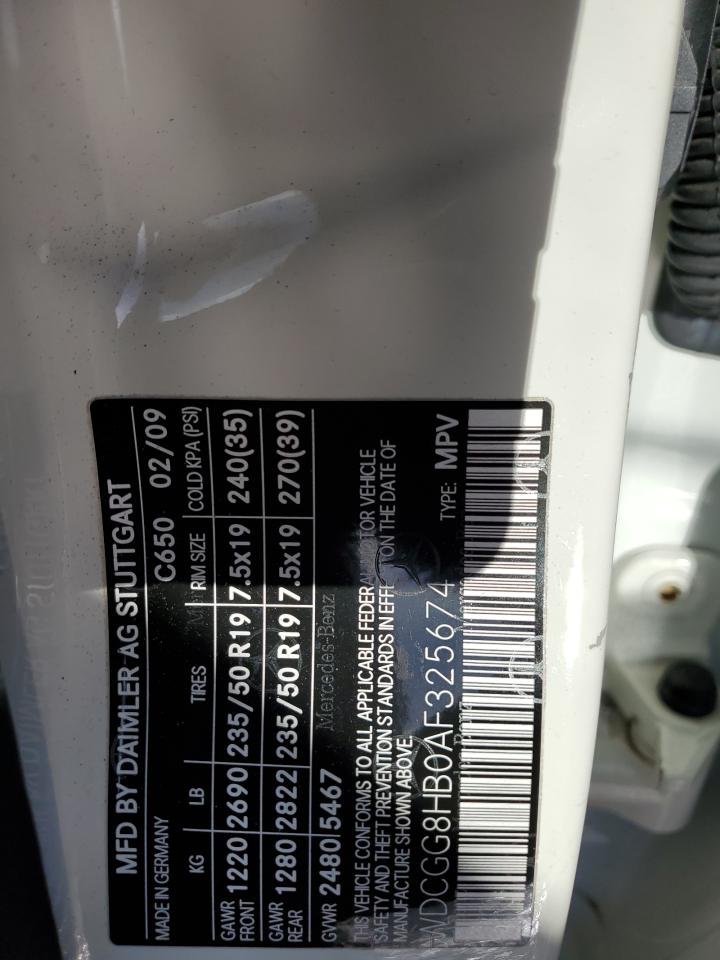 MFD BY DAIMLER AG STUTTGART
MADE IN GERMANY C650 02/09
KG LB TIRES RIM SIZE COLD KPA (PSI)
GAWR FRONT 1220 2690 235/50 R19 7.5x19 240(35)
GAWR REAR 1280 2822 235/50 R19 7.5x19 270(39)
GVWR 2480 5467 Mercedes-Benz
THIS VEHICLE CONFORMS TO ALL APPLICABLE FEDERAL MOTOR VEHICLE
SAFETY AND THEFT PREVENTION STANDARDS IN EFFECT ON THE DATE OF
MANUFACTURE SHOWN ABOVE.
WDCGG8HB0AF325674 TYPE: MPV